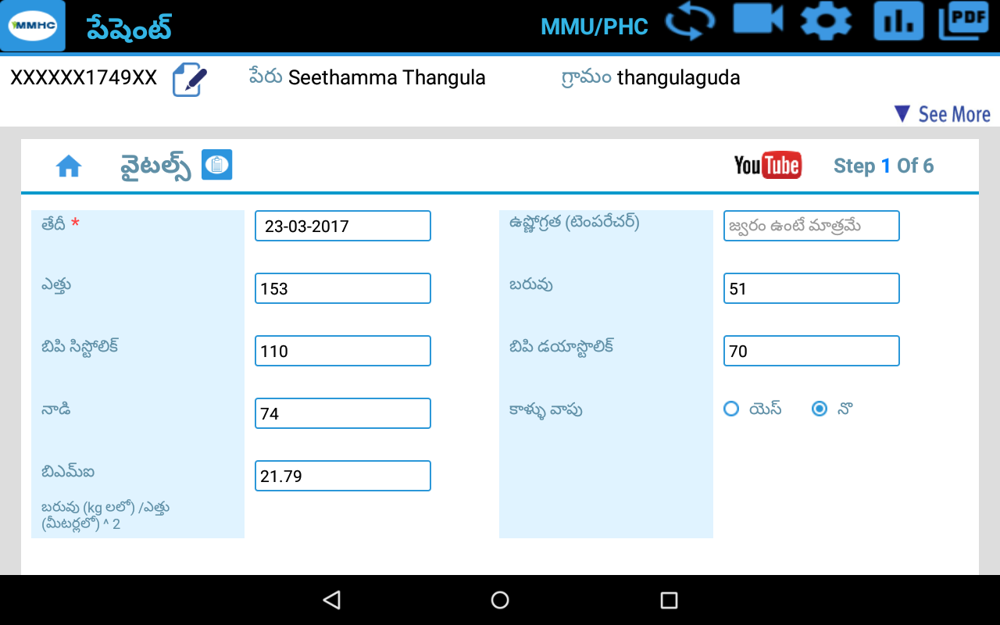 MMHC పేషెంట్ MMU/PHC PDF
XXXXXX1749XX పేరు Seethamma Thangula గ్రామం thangulaguda
▼ See More
వైటల్స్ YouTube Step 1 Of 6
తేదీ * 23-03-2017 ఉష్ణోగ్రత (టెంపరేచర్) జ్వరం ఉంటే మాత్రమే
ఎత్తు 153 బరువు 51
బిపి సిస్టోలిక్ 110 బిపి డయాస్టొలిక్ 70
నాడి 74 కాళ్ళు వాపు యెస్ నొ
బిఎమ్ఐ 21.79
బరువు (kg లలో) /ఎత్తు
(మీటర్లలో) ^ 2